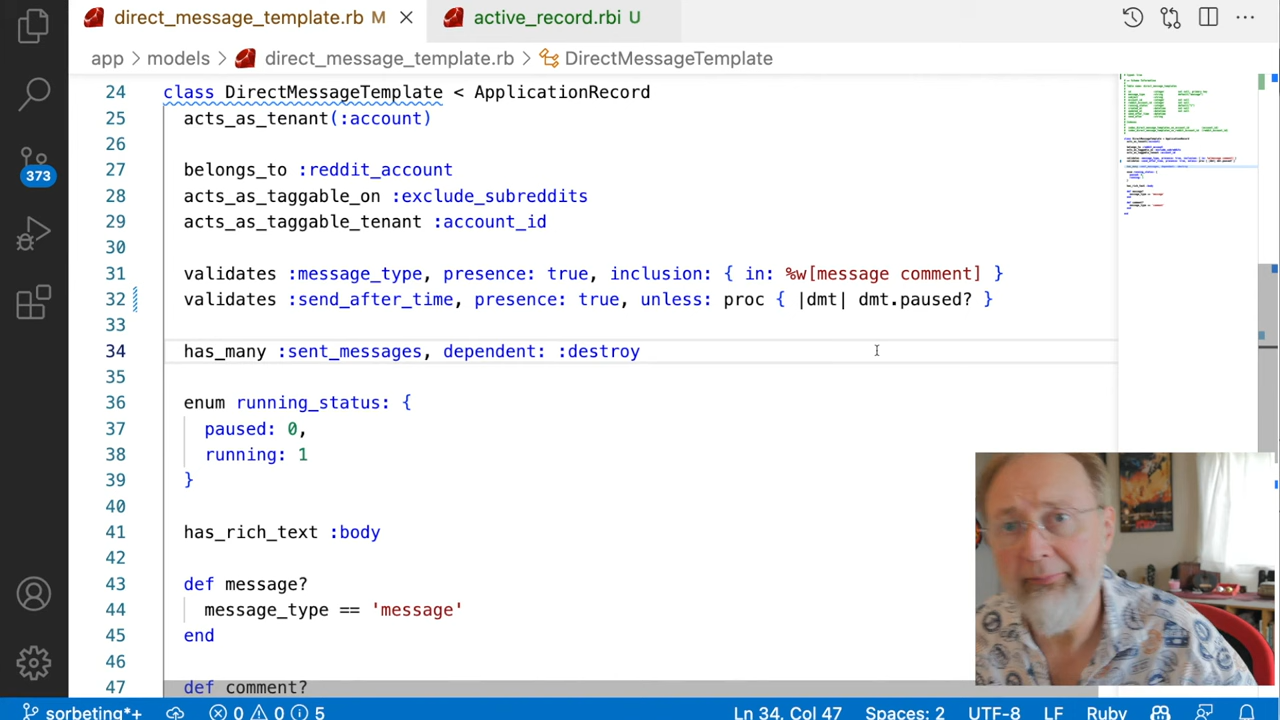 direct_message_template.rb M
active_record.rbi U
app > models > direct_message_template.rb > DirectMessageTemplate
24 class DirectMessageTemplate < ApplicationRecord
25 acts_as_tenant(:account)
26
27 belongs_to :reddit_account
28 acts_as_taggable_on :exclude_subreddits
29 acts_as_taggable_tenant :account_id
30
31 validates :message_type, presence: true, inclusion: { in: %w[message comment] }
32 validates :send_after_time, presence: true, unless: proc { |dmt| dmt.paused? }
33
34 has_many :sent_messages, dependent: :destroy
35
36 enum running_status: {
37 paused: 0,
38 running: 1
39 }
40
41 has_rich_text :body
42
43 def message?
44 message_type == 'message'
45 end
46
47 def comment?
373
sorbeting*+ 0 0 5 Ln 34, Col 47 Spaces: 2 UTF-8 LF Ruby